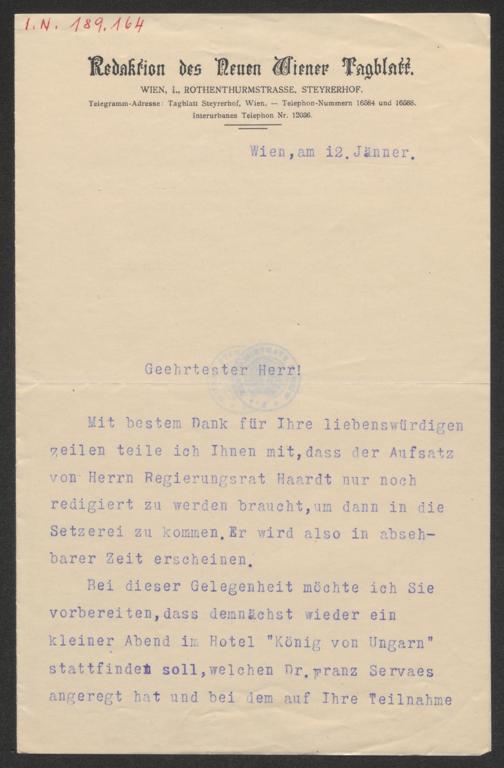 I.N. 189.164
Redaktion des Neuen Wiener Tagblatt.
WIEN, I., ROTHENTHURMSTRASSE, STEYRERHOF.
Telegramm-Adresse: Tagblatt Steyrerhof, Wien. — Telephon-Nummern 16584 und 16588.
Interurbanes Telephon Nr. 12036.
Wien,am 12.Jänner.
Geehrtester Herr!
Mit bestem Dank für Ihre liebenswürdigen
zeilen teile ich Ihnen mit,dass der Aufsatz
von Herrn Regierungsrat Haardt nur noch
redigiert zu werden braucht,um dann in die
Setzerei zu kommen.Er wird also in abseh-
barer Zeit erscheinen.
Bei dieser Gelegenheit möchte ich Sie
vorbereiten,dass demnächst wieder ein
kleiner Abend im Hotel "König von Ungarn"
stattfinden soll,welchen Dr.Franz Servaes
angeregt hat und bei dem auf Ihre Teilnahme